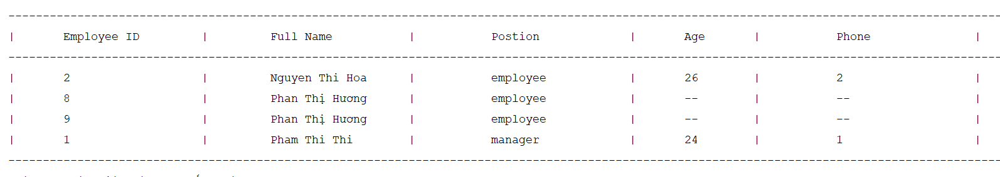 | Employee ID | Full Name | Postion | Age | Phone |
| 2 | Nguyen Thi Hoa | employee | 26 | 2 |
| 8 | Phan Thị Hương | employee | -- | -- |
| 9 | Phan Thị Hương | employee | -- | -- |
| 1 | Pham Thi Thi | manager | 24 | 1 |